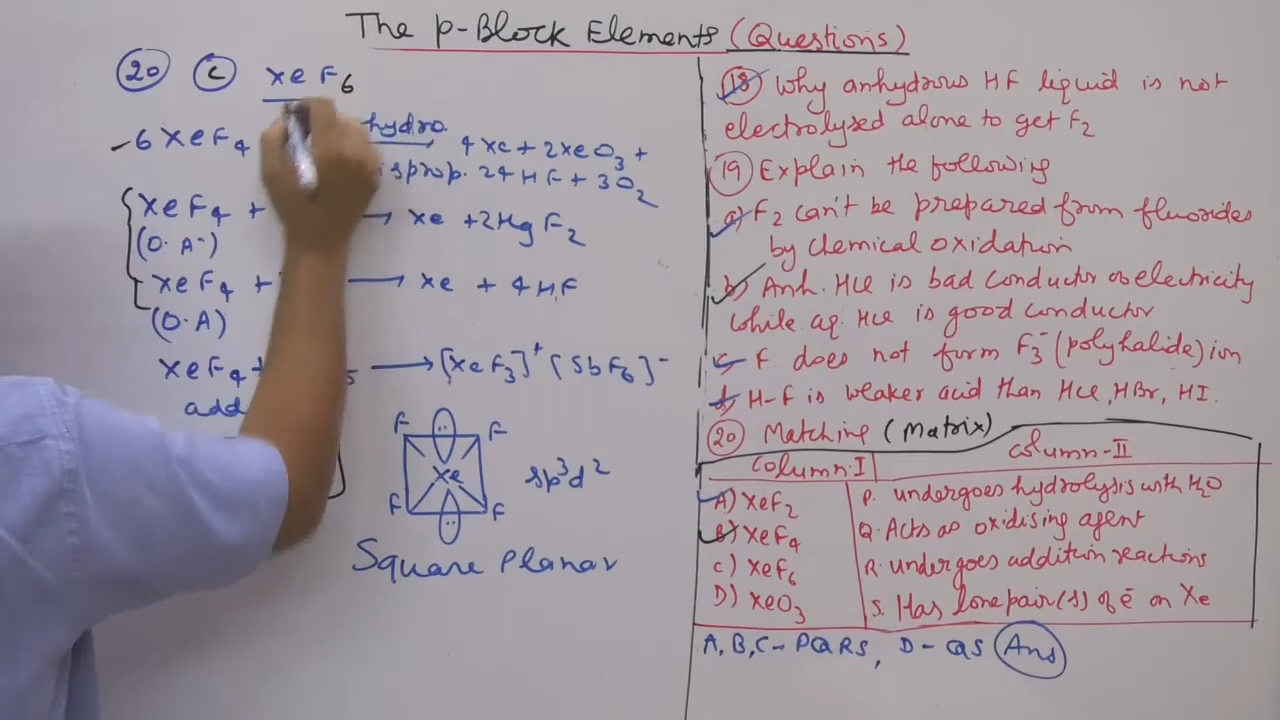 The p-Block Elements (Questions)
20 C XeF6
6XeF4 hydro. 4Xe + 2XeO3 +
isprop. 24HF + 3O2
XeF4 + → Xe + 2HgF2
(O.A-)
XeF4 + → Xe + 4HF
(O.A)
XeF4 + 5 → [XeF3]+ [SbF6]-
add
F F
Xe sp3d2
F F
Square Planar
18 Why anhydrous HF liquid is not
electrolyzed alone to get F2
19 Explain the following
a) F2 can't be prepared from fluorides
by chemical oxidation
b) Anh. HCl is bad conductor of electricity
while aq. HCl is good conductor
c) F does not form F3- (polyhalide) ion
d) H-F is weaker acid than HCl, HBr, HI.
20 Matching (Matrix)
Column-I Column-II
A) XeF2 P. undergoes hydrolysis with H2O
B) XeF4 Q. Acts as oxidising agent
C) XeF6 R. undergoes addition reactions
D) XeO3 S. Has lone pair(s) of e- on Xe
A, B, C - PQRS, D - QS Ans